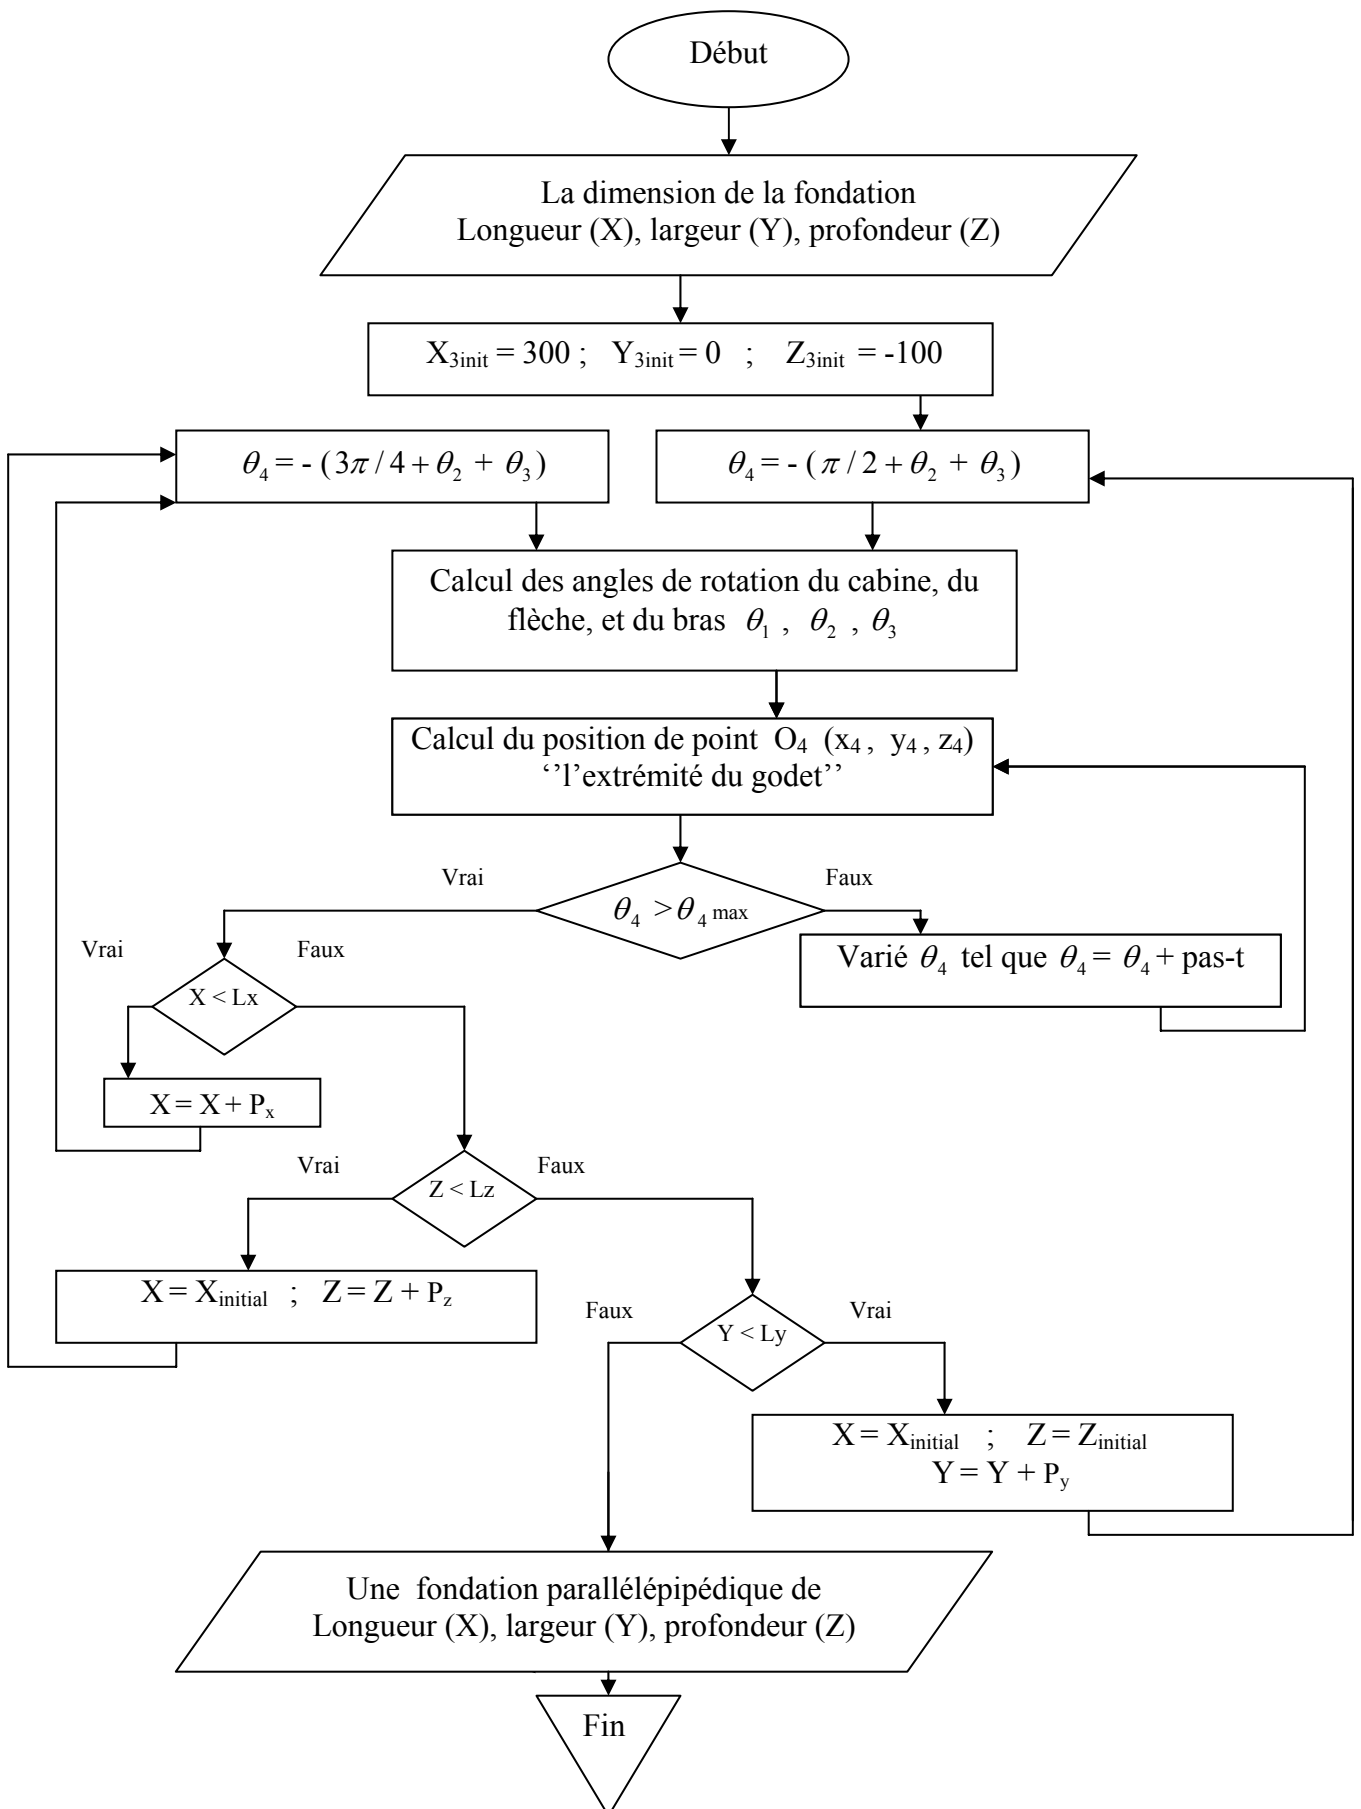 Début
La dimension de la fondation
Longueur (X), largeur (Y), profondeur (Z)
X3init = 300 ; Y3init = 0 ; Z3init = -100
θ4 = - (3π / 4 + θ2 + θ3)
θ4 = - (π / 2 + θ2 + θ3)
Calcul des angles de rotation du cabine, du
flèche, et du bras θ1 , θ2 , θ3
Calcul du position de point O4 (x4 , y4 , z4)
‘’l'extrémité du godet’’
Vrai
Faux
θ4 > θ4 max
Varié θ4 tel que θ4 = θ4 + pas-t
Vrai
Faux
X < Lx
X = X + Px
Vrai
Faux
Z < Lz
X = Xinitial ; Z = Z + Pz
Faux
Vrai
Y < Ly
X = Xinitial ; Z = Zinitial
Y = Y + Py
Une fondation parallélépipédique de
Longueur (X), largeur (Y), profondeur (Z)
Fin